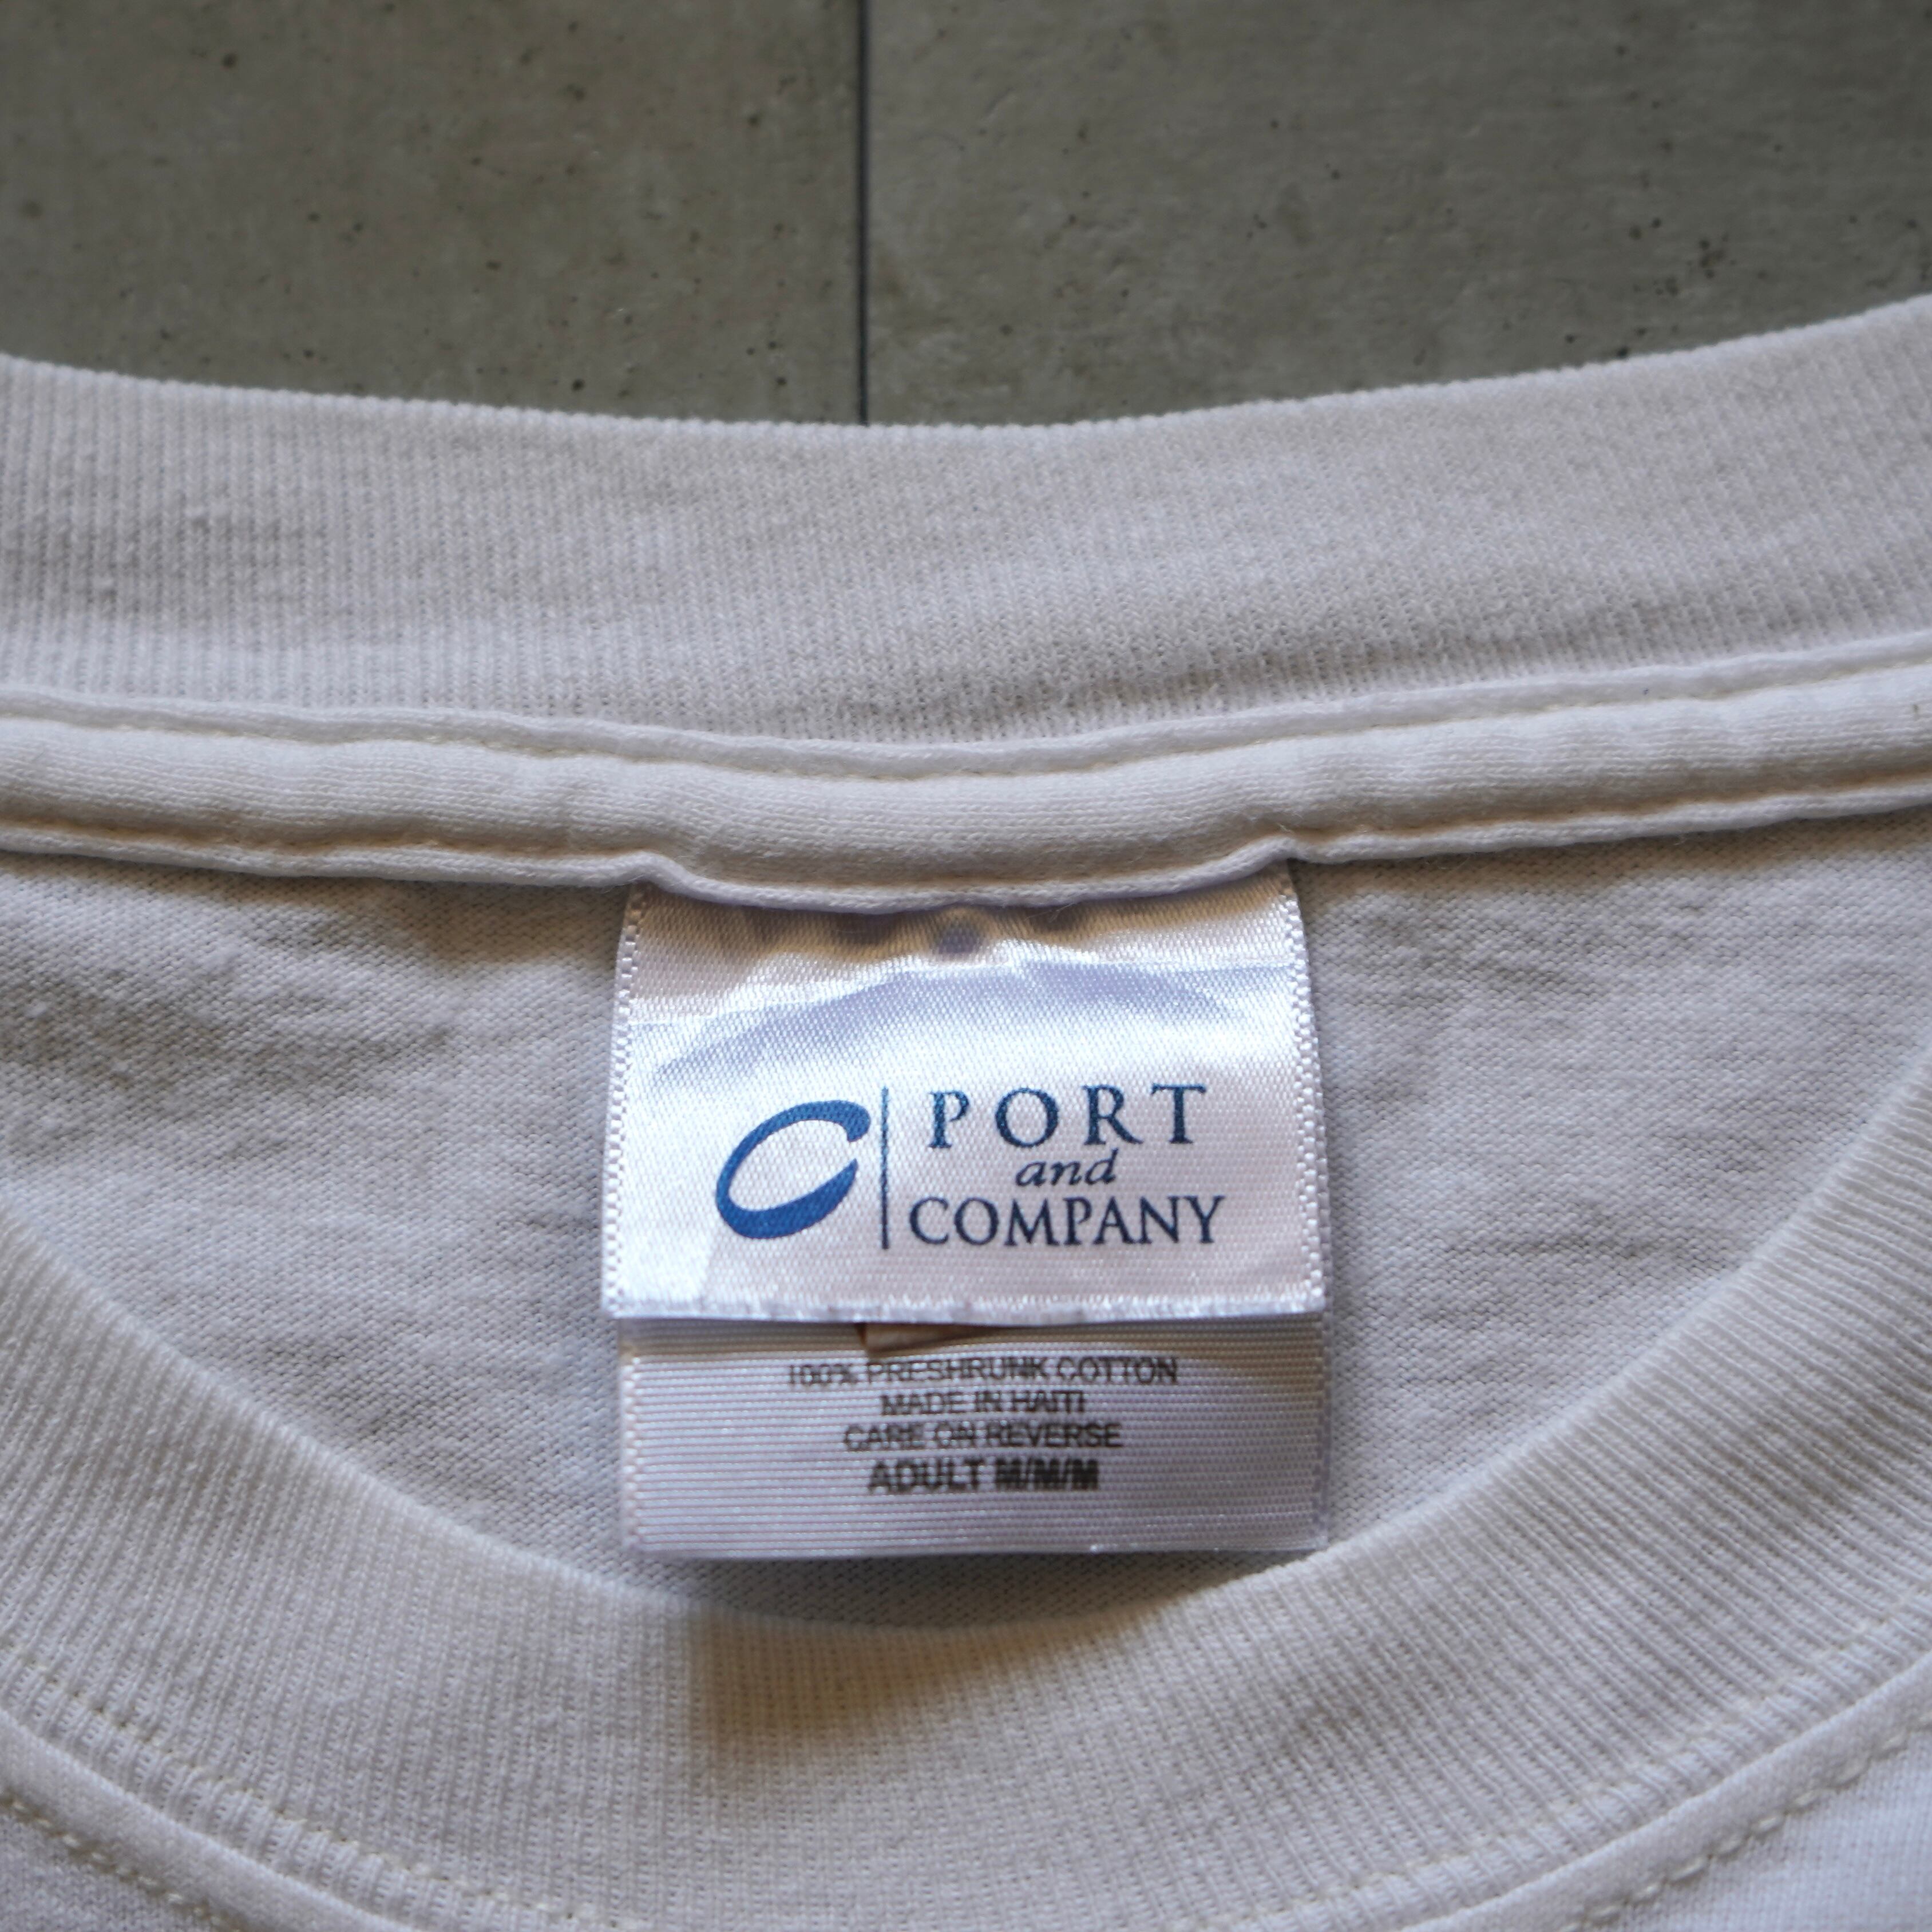 PORT
and
COMPANY
100% PRESHRUNK COTTON
MADE IN HAITI
CARE ON REVERSE
ADULT M/M/M